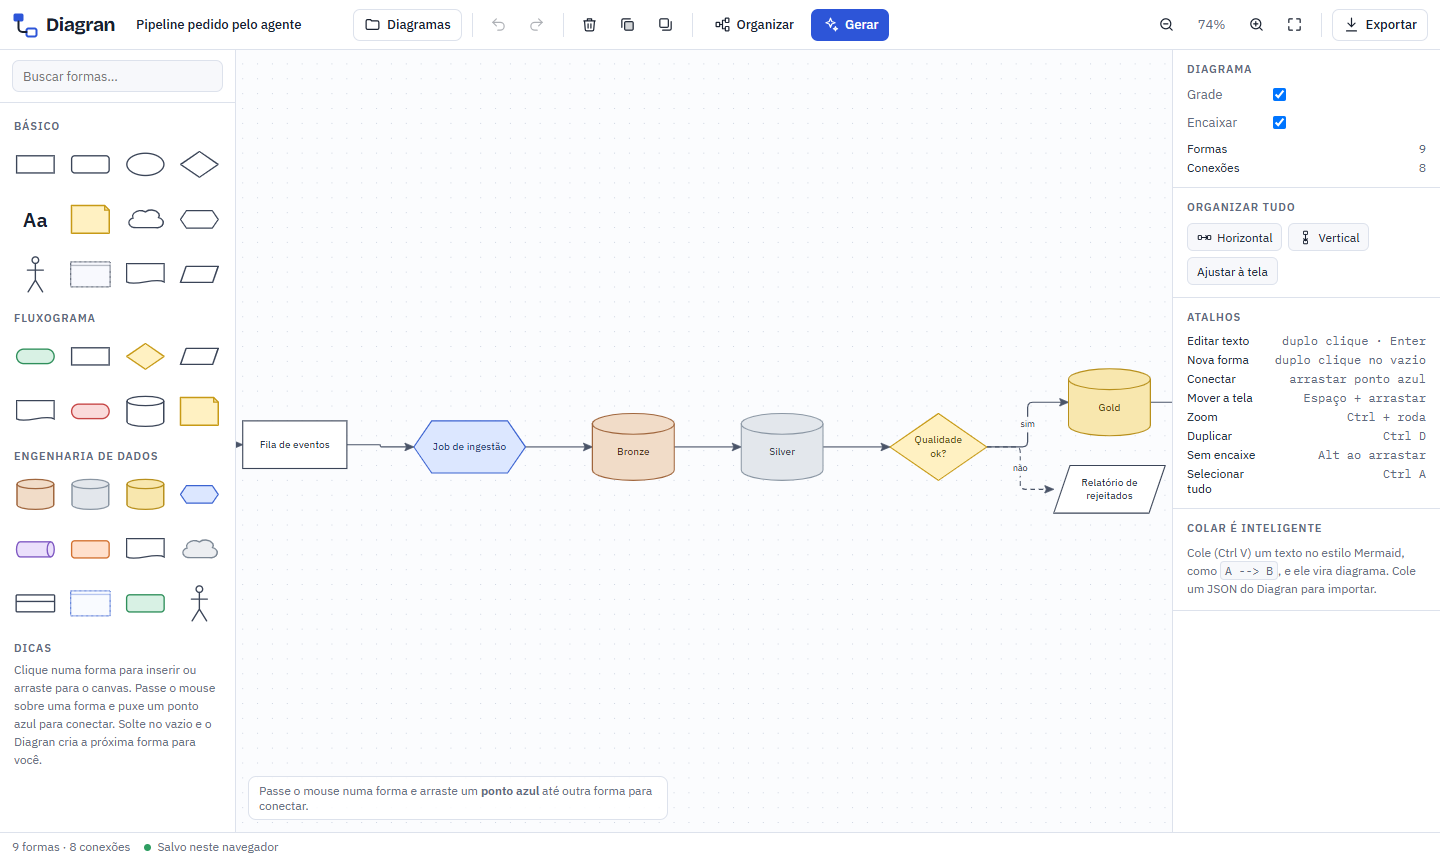 Diagran
Pipeline pedido pelo agente
Diagramas
Organizar
Gerar
74%
Exportar
Buscar formas...
BÁSICO
Aa
FLUXOGRAMA
ENGENHARIA DE DADOS
DICAS
Clique numa forma para inserir ou
arraste para o canvas. Passe o mouse
sobre uma forma e puxe um ponto
azul para conectar. Solte no vazio e o
Diagran cria a próxima forma para
você.
Fila de eventos
Job de ingestão
Bronze
Silver
Qualidade
ok?
sim
não
Gold
Relatório de
rejeitados
Passe o mouse numa forma e arraste um ponto azul até outra forma para
conectar.
DIAGRAMA
Grade
Encaixar
Formas 9
Conexões 8
ORGANIZAR TUDO
Horizontal
Vertical
Ajustar à tela
ATALHOS
Editar texto duplo clique · Enter
Nova forma duplo clique no vazio
Conectar arrastar ponto azul
Mover a tela Espaço + arrastar
Zoom Ctrl + roda
Duplicar Ctrl D
Sem encaixe Alt ao arrastar
Selecionar Ctrl A
tudo
COLAR É INTELIGENTE
Cole (Ctrl V) um texto no estilo Mermaid,
como A --> B, e ele vira diagrama. Cole
um JSON do Diagran para importar.
9 formas · 8 conexões
Salvo neste navegador